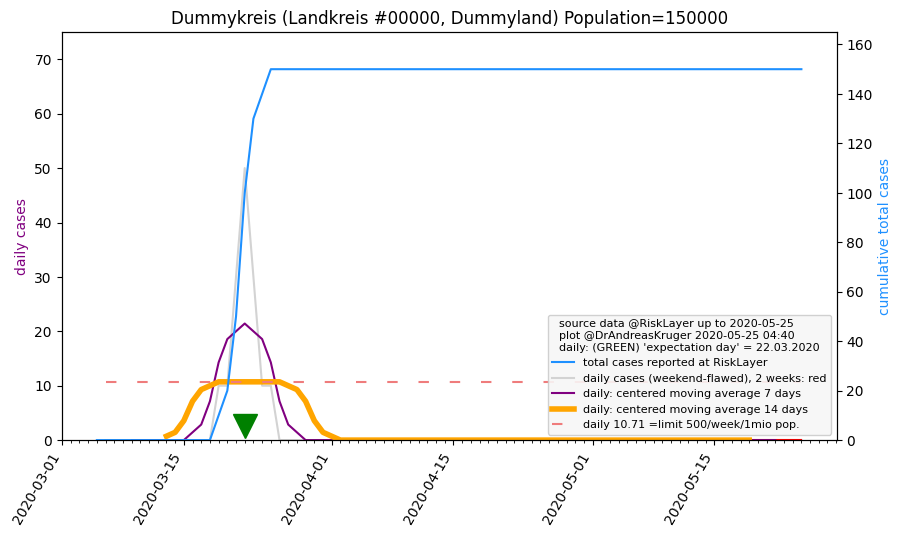 Dummykreis (Landkreis #00000, Dummyland) Population=150000
70
60
50
40
30
20
10
0
daily cases
160
140
120
100
80
60
40
20
0
cumulative total cases
source data @RiskLayer up to 2020-05-25
plot @DrAndreasKruger 2020-05-25 04:40
daily: (GREEN) 'expectation day' = 22.03.2020
total cases reported at RiskLayer
daily cases (weekend-flawed), 2 weeks: red
daily: centered moving average 7 days
daily: centered moving average 14 days
daily 10.71 =limit 500/week/1mio pop.
2020-03-01
2020-03-15
2020-04-01
2020-04-15
2020-05-01
2020-05-15